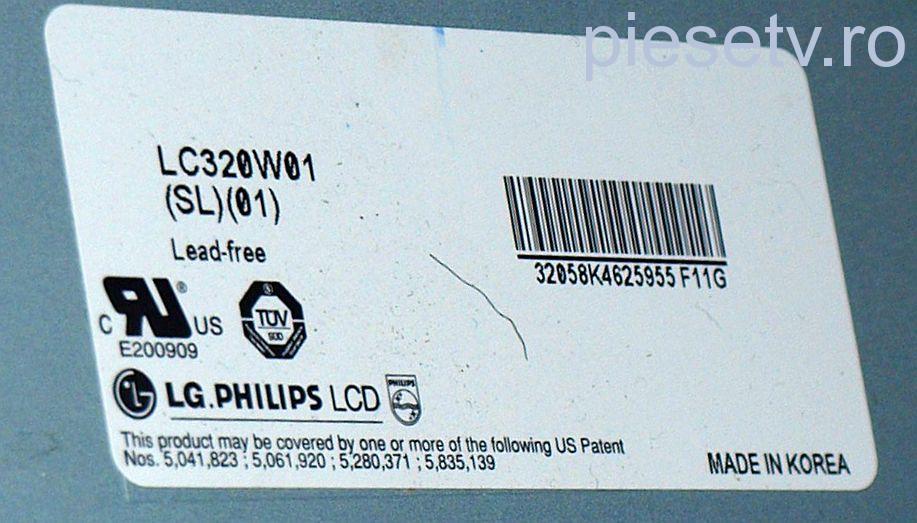 piesetv.ro
LC320W01
(SL)(01)
Lead-free
32058K4625955 F11G
C US
E200909
TÜV
LG.PHILIPS LCD
PHILIPS
This product may be covered by one or more of the following US Patent
Nos. 5,041,823 ; 5,061,920 ; 5,280,371 ; 5,835,139
MADE IN KOREA